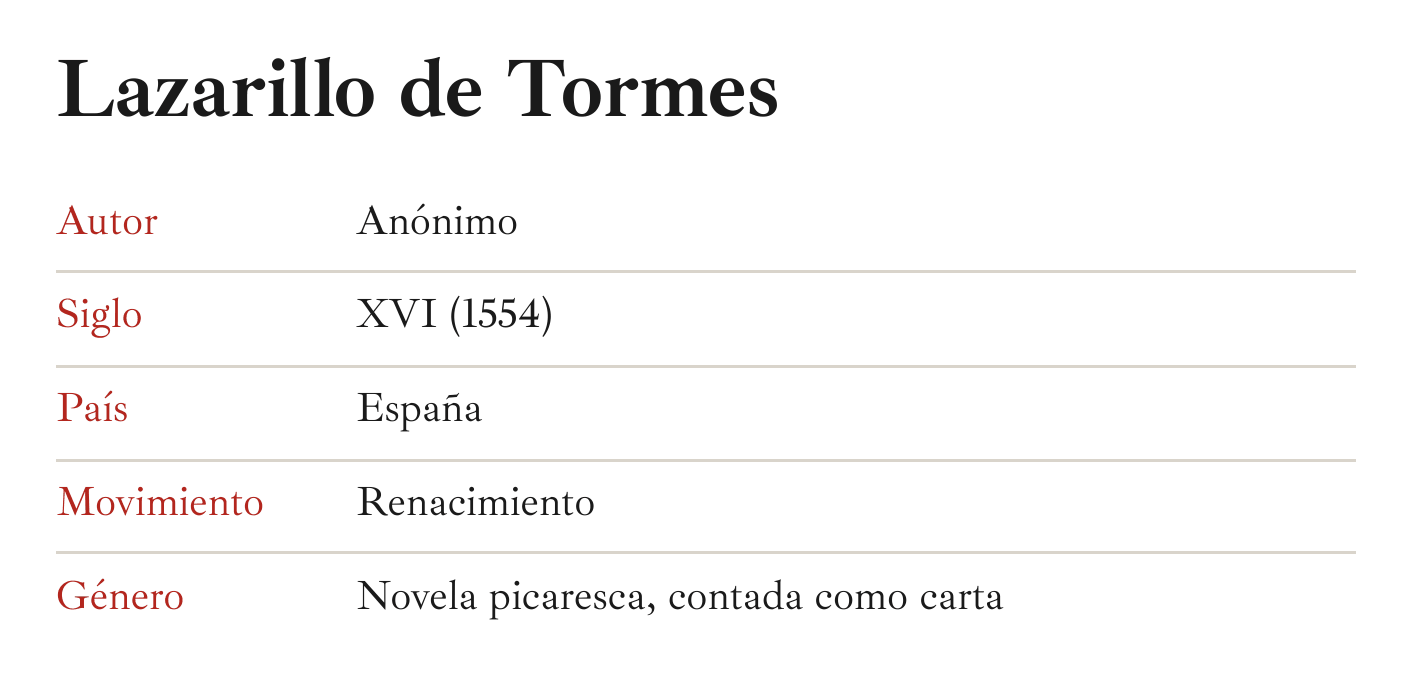 Lazarillo de Tormes
Autor Anónimo
Siglo XVI (1554)
País España
Movimiento Renacimiento
Género Novela picaresca, contada como carta